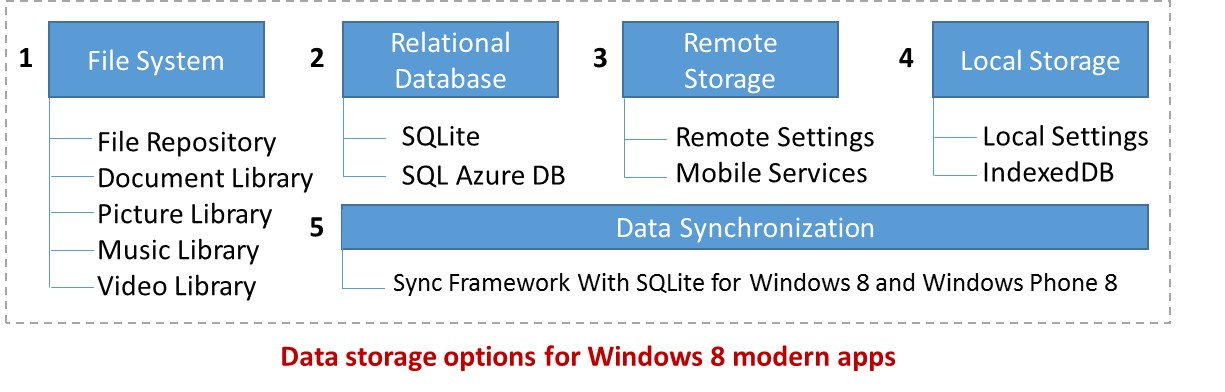 1
File System
File Repository
Document Library
Picture Library
Music Library
Video Library
2
Relational
Database
SQLite
SQL Azure DB
3
Remote
Storage
Remote Settings
Mobile Services
4
Local Storage
Local Settings
IndexedDB
5
Data Synchronization
Sync Framework With SQLite for Windows 8 and Windows Phone 8
Data storage options for Windows 8 modern apps